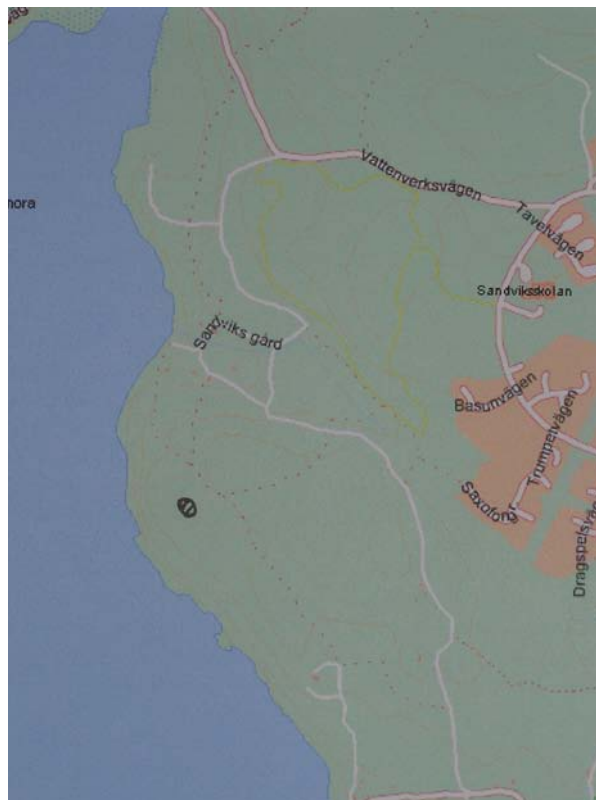 nora
Vattenverksvägen
Tavelvägen
Sandviksskolan
Sandviks gård
Basunvägen
Trumpetvägen